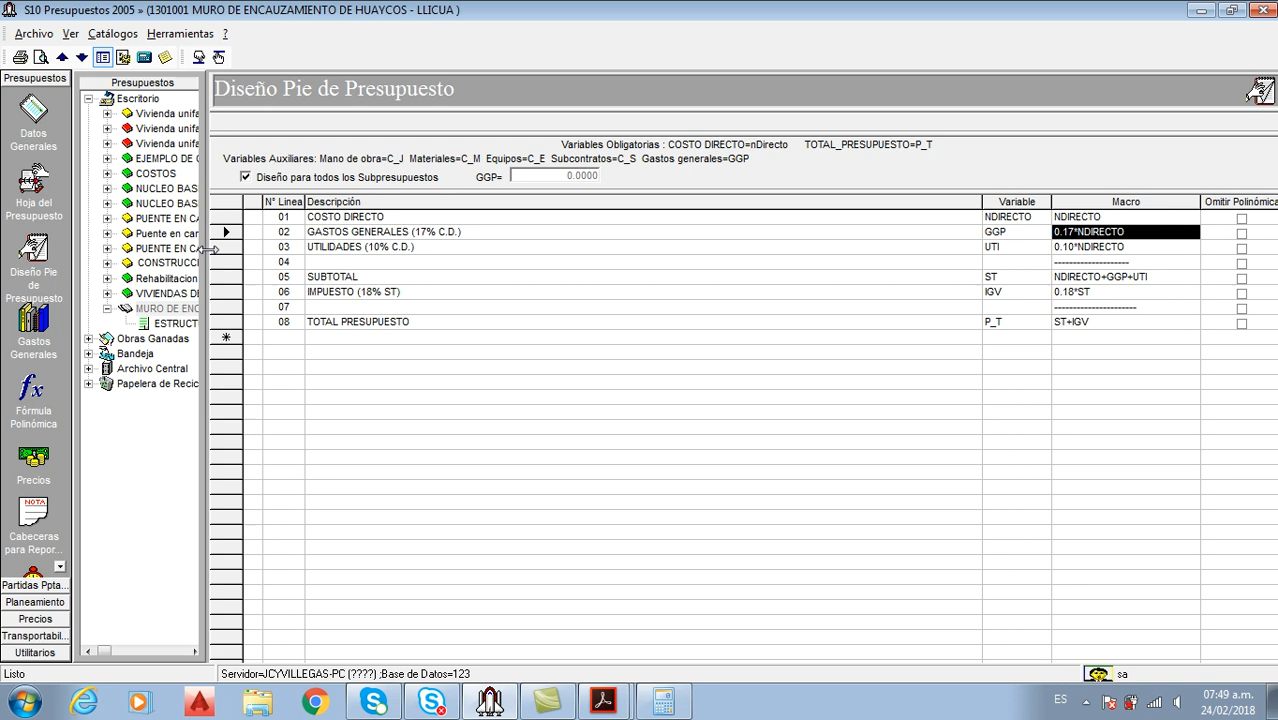 S10 Presupuestos 2005 » (1301001 MURO DE ENCAUZAMIENTO DE HUAYCOS - LLICUA )
Archivo Ver Catálogos Herramientas ?
Presupuestos
Datos
Generales
Hoja del
Presupuesto
Diseño Pie
de
Presupuesto
Gastos
Generales
fx
Fórmula
Polinómica
Precios
NOTA
Cabeceras
para Repor...
Partidas Ppta...
Planeamiento
Precios
Transportabil...
Utilitarios
Presupuestos
Escritorio
Vivienda unifa
Vivienda unifa
Vivienda unifa
EJEMPLO DE C
COSTOS
NUCLEO BAS
NUCLEO BAS
PUENTE EN CA
Puente en car
PUENTE EN C
CONSTRUCCI
Rehabilitacion
VIVIENDAS DE
MURO DE ENC
ESTRUCT
Obras Ganadas
Bandeja
Archivo Central
Papelera de Recic
Diseño Pie de Presupuesto
Variables Obligatorias : COSTO DIRECTO=nDirecto TOTAL_PRESUPUESTO=P_T
Variables Auxiliares: Mano de obra=C_J Materiales=C_M Equipos=C_E Subcontratos=C_S Gastos generales=GGP
Diseño para todos los Subpresupuestos GGP= 0.0000
N° Linea Descripción Variable Macro Omitir Polinómica
01 COSTO DIRECTO NDIRECTO NDIRECTO
02 GASTOS GENERALES (17% C.D.) GGP 0.17*NDIRECTO
03 UTILIDADES (10% C.D.) UTI 0.10*NDIRECTO
04 --------------------
05 SUBTOTAL ST NDIRECTO+GGP+UTI
06 IMPUESTO (18% ST) IGV 0.18*ST
07 ----------------------
08 TOTAL PRESUPUESTO P_T ST+IGV
Listo Servidor=JCYVILLEGAS-PC (????) ;Base de Datos=123 sa
ES 07:49 a.m.
24/02/2018